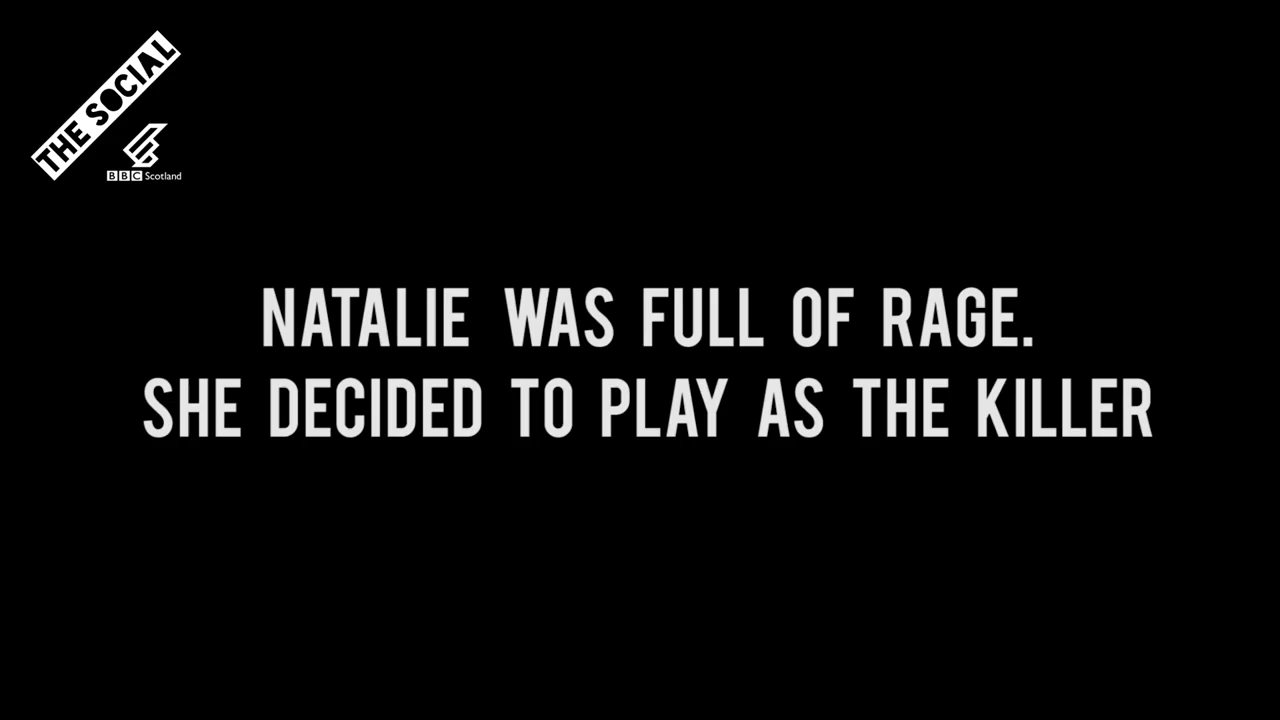 THE SOCIAL
BBC Scotland
NATALIE WAS FULL OF RAGE.
SHE DECIDED TO PLAY AS THE KILLER